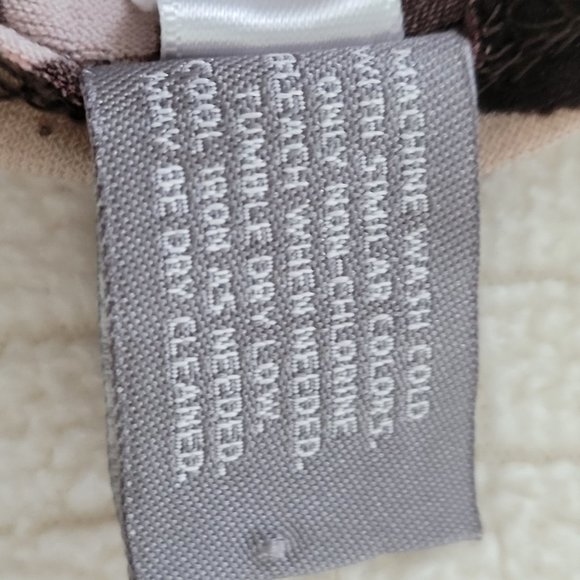 MACHINE WASH COLD
WITH SIMILAR COLORS.
ONLY NON-CHLORINE
BLEACH WHEN NEEDED.
TUMBLE DRY LOW.
COOL IRON AS NEEDED.
MAY BE DRY CLEANED.